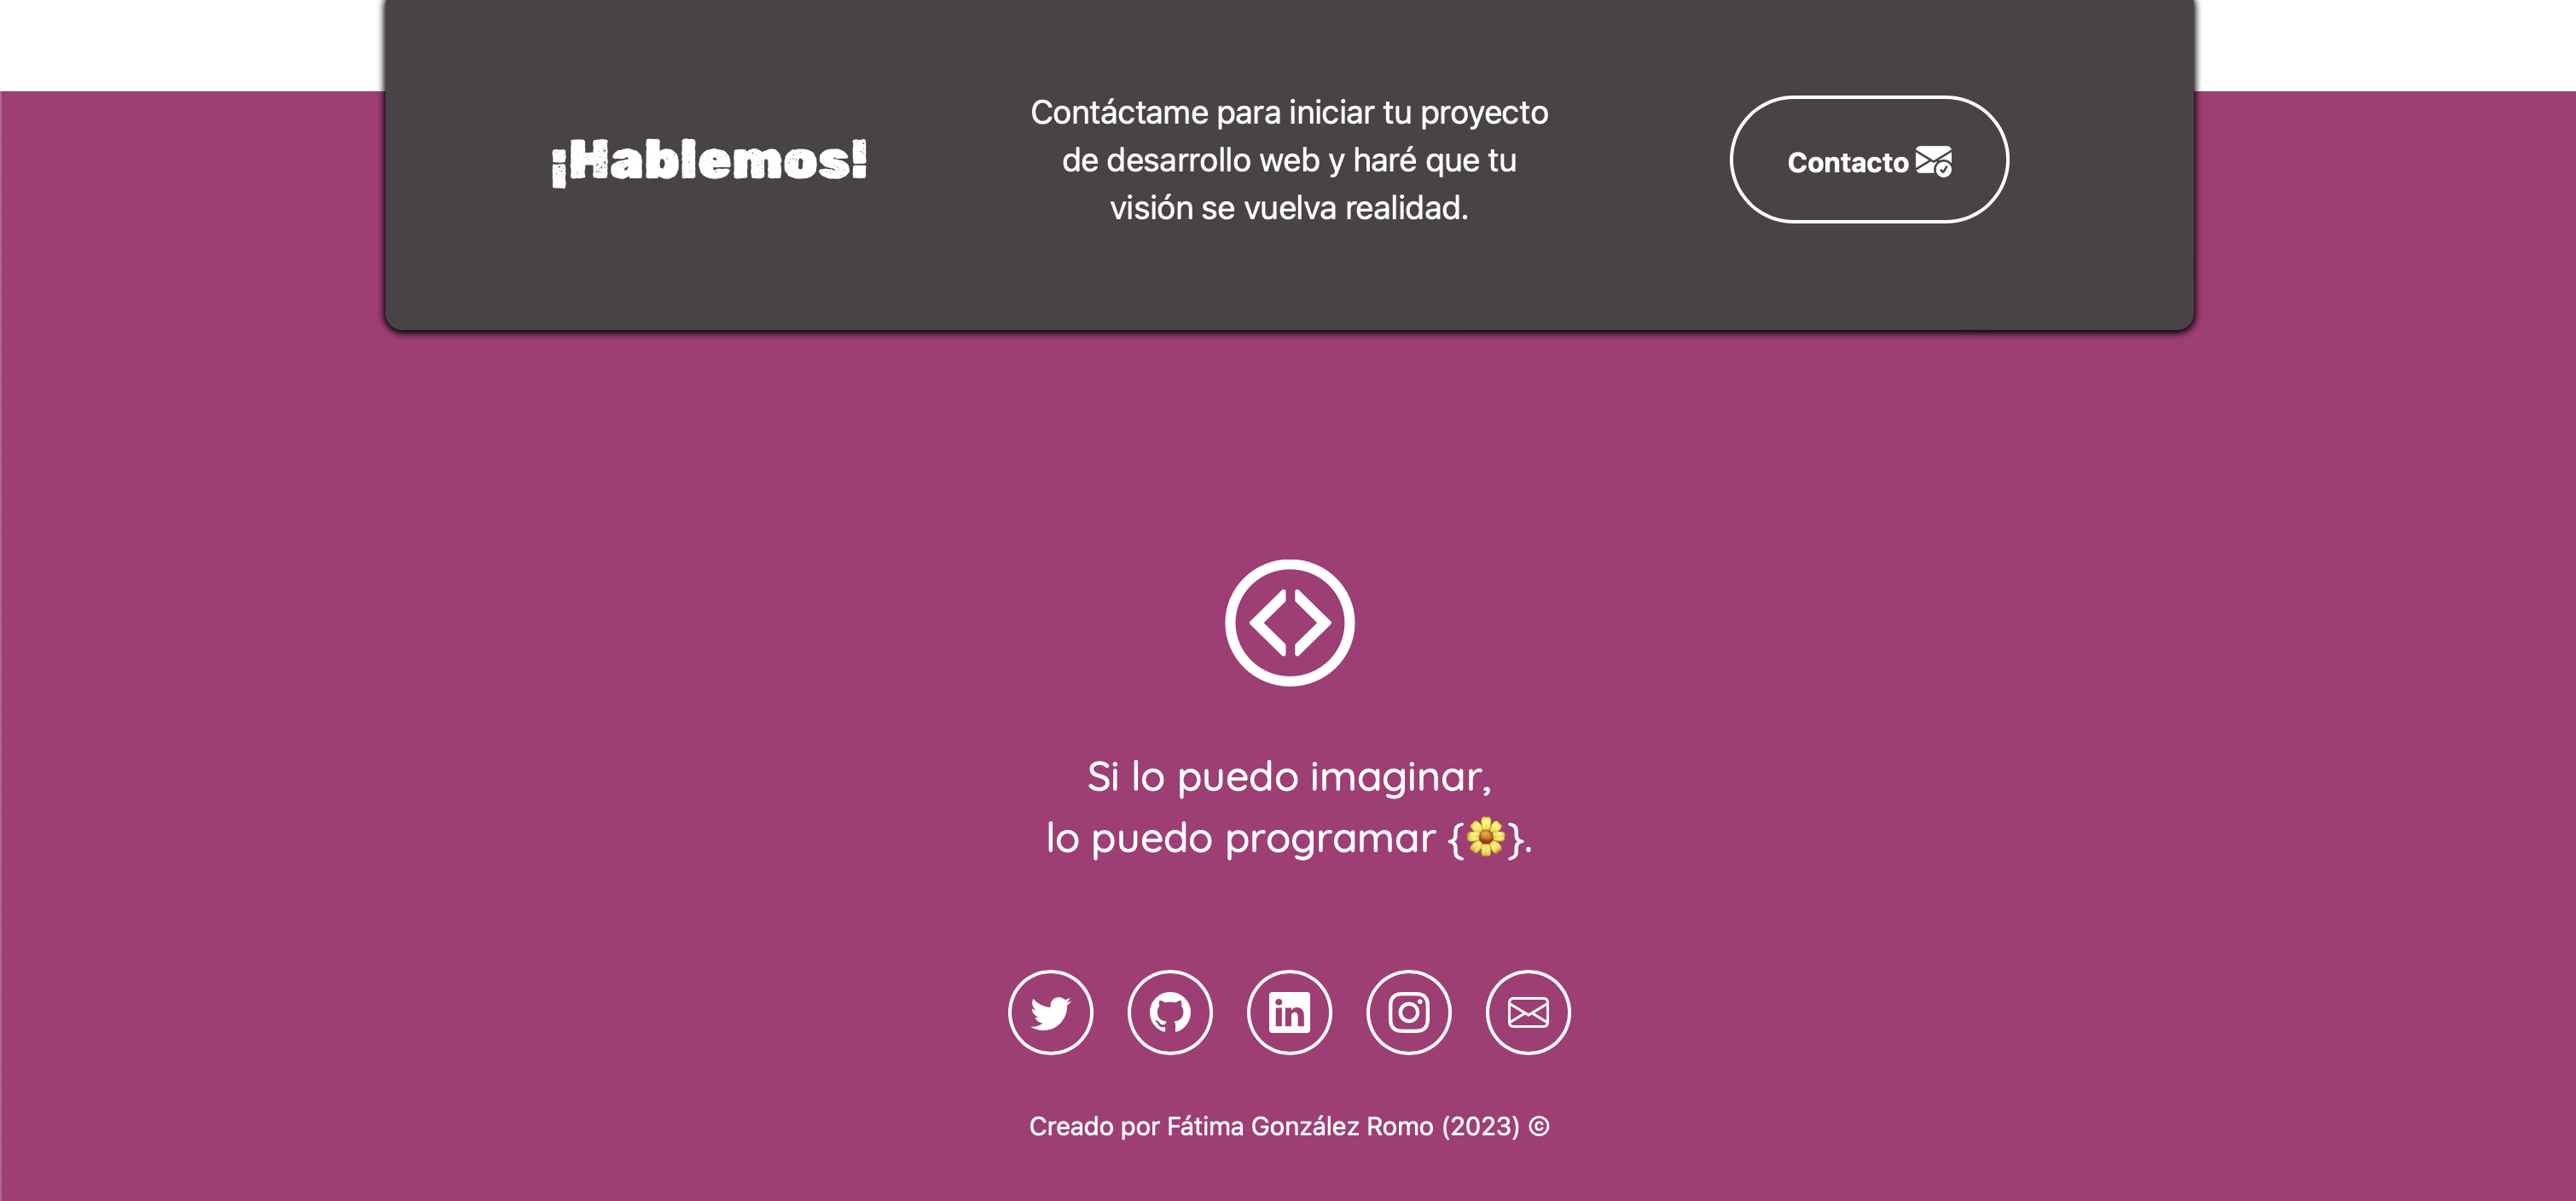 ¡Hablemos!
Contáctame para iniciar tu proyecto
de desarrollo web y haré que tu
visión se vuelva realidad.
Contacto
Si lo puedo imaginar,
lo puedo programar {🌼}.
Creado por Fátima González Romo (2023) ©